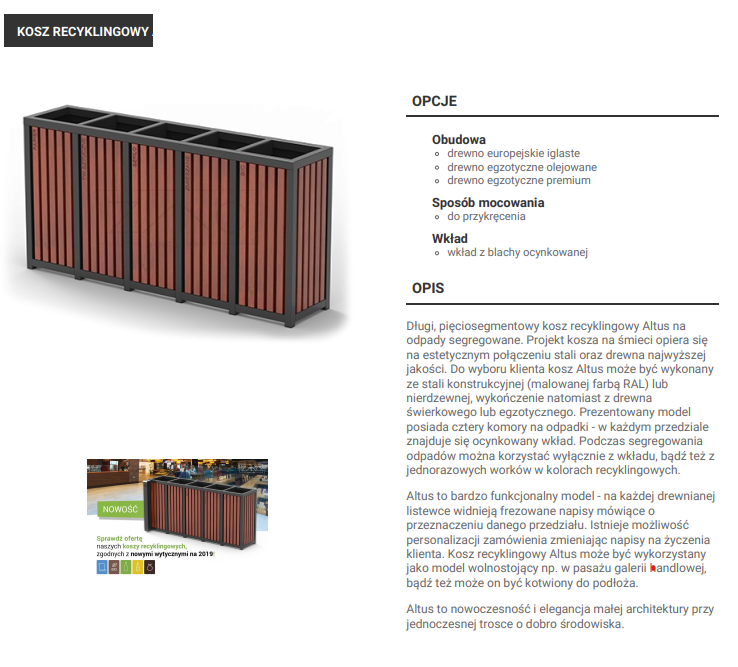 KOSZ RECYKLINGOWY
OPCJE
Obudowa
drewno europejskie iglaste
drewno egzotyczne olejowane
drewno egzotyczne premium
Sposób mocowania
do przykręcenia
Wkład
wkład z blachy ocynkowanej
OPIS
Długi, pięciosegmentowy kosz recyklingowy Altus na
odpady segregowane. Projekt kosza na śmieci opiera się
na estetycznym połączeniu stali oraz drewna najwyższej
jakości. Do wyboru klienta kosz Altus może być wykonany
ze stali konstrukcyjnej (malowanej farbą RAL) lub
nierdzewnej, wykończenie natomiast z drewna
świerkowego lub egzotycznego. Prezentowany model
posiada cztery komory na odpadki - w każdym przedziale
znajduje się ocynkowany wkład. Podczas segregowania
odpadów można korzystać wyłącznie z wkładu, bądź też z
jednorazowych worków w kolorach recyklingowych.
Altus to bardzo funkcjonalny model - na każdej drewnianej
listewce widnieją frezowane napisy mówiące o
przeznaczeniu danego przedziału. Istnieje możliwość
personalizacji zamówienia zmieniając napisy na życzenia
klienta. Kosz recyklingowy Altus może być wykorzystany
jako model wolnostojący np. w pasażu galerii handlowej,
bądź też może on być kotwiony do podłoża.
Altus to nowoczesność i elegancja małej architektury przy
jednoczesnej trosce o dobro środowiska.
NOWOŚĆ
Sprawdź ofertę
naszych koszy recyklingowych,
zgodnych z nowymi wytycznymi na 2019!